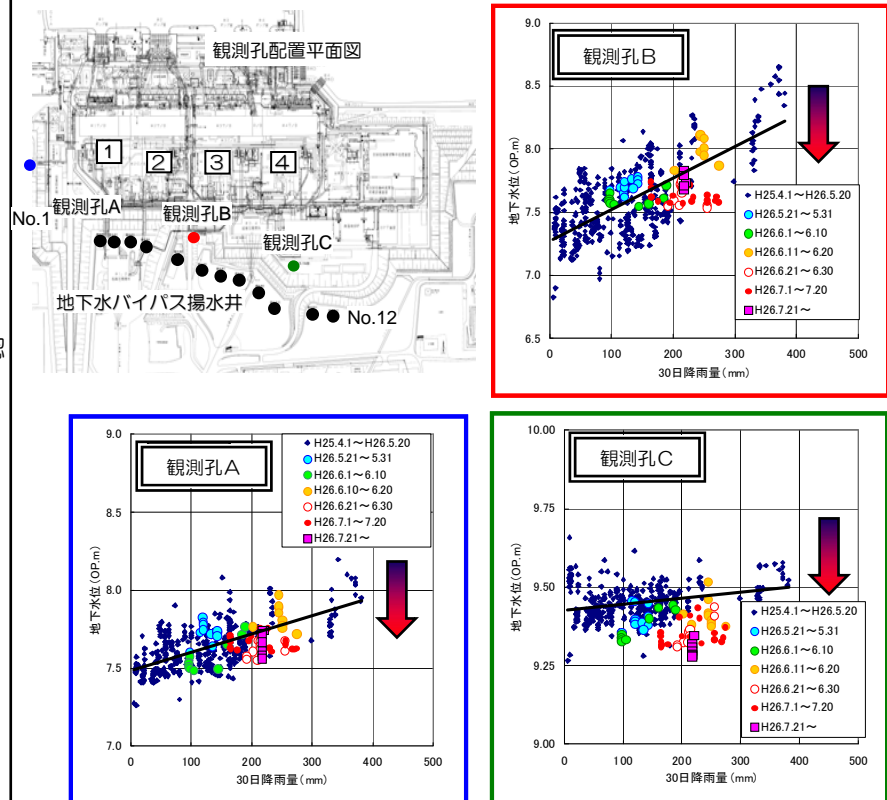 観測孔配置平面図
1
2
3
4
No.1
観測孔A
観測孔B
観測孔C
地下水バイパス揚水井
No.12
観測孔B
地下水位(OP.m)
9.0
8.5
8.0
7.5
7.0
6.5
0 100 200 300 400 500
30日降雨量(mm)
H25.4.1～H26.5.20
H26.5.21～5.31
H26.6.1～6.10
H26.6.11～6.20
H26.6.21～6.30
H26.7.1～7.20
H26.7.21～
観測孔A
地下水位(OP.m)
9.0
8.5
8.0
7.5
7.0
0 100 200 300 400 500
30日降雨量(mm)
H25.4.1～H26.5.20
H26.5.21～5.31
H26.6.1～6.10
H26.6.10～6.20
H26.6.21～6.30
H26.7.1～7.20
H26.7.21～
観測孔C
地下水位(OP.m)
10.00
9.75
9.50
9.25
9.00
0 100 200 300 400 500
30日降雨量(mm)
H25.4.1～H26.5.20
H26.5.21～5.31
H26.6.1～6.10
H26.6.11～6.20
H26.6.21～6.30
H26.7.1～7.20
H26.7.21～